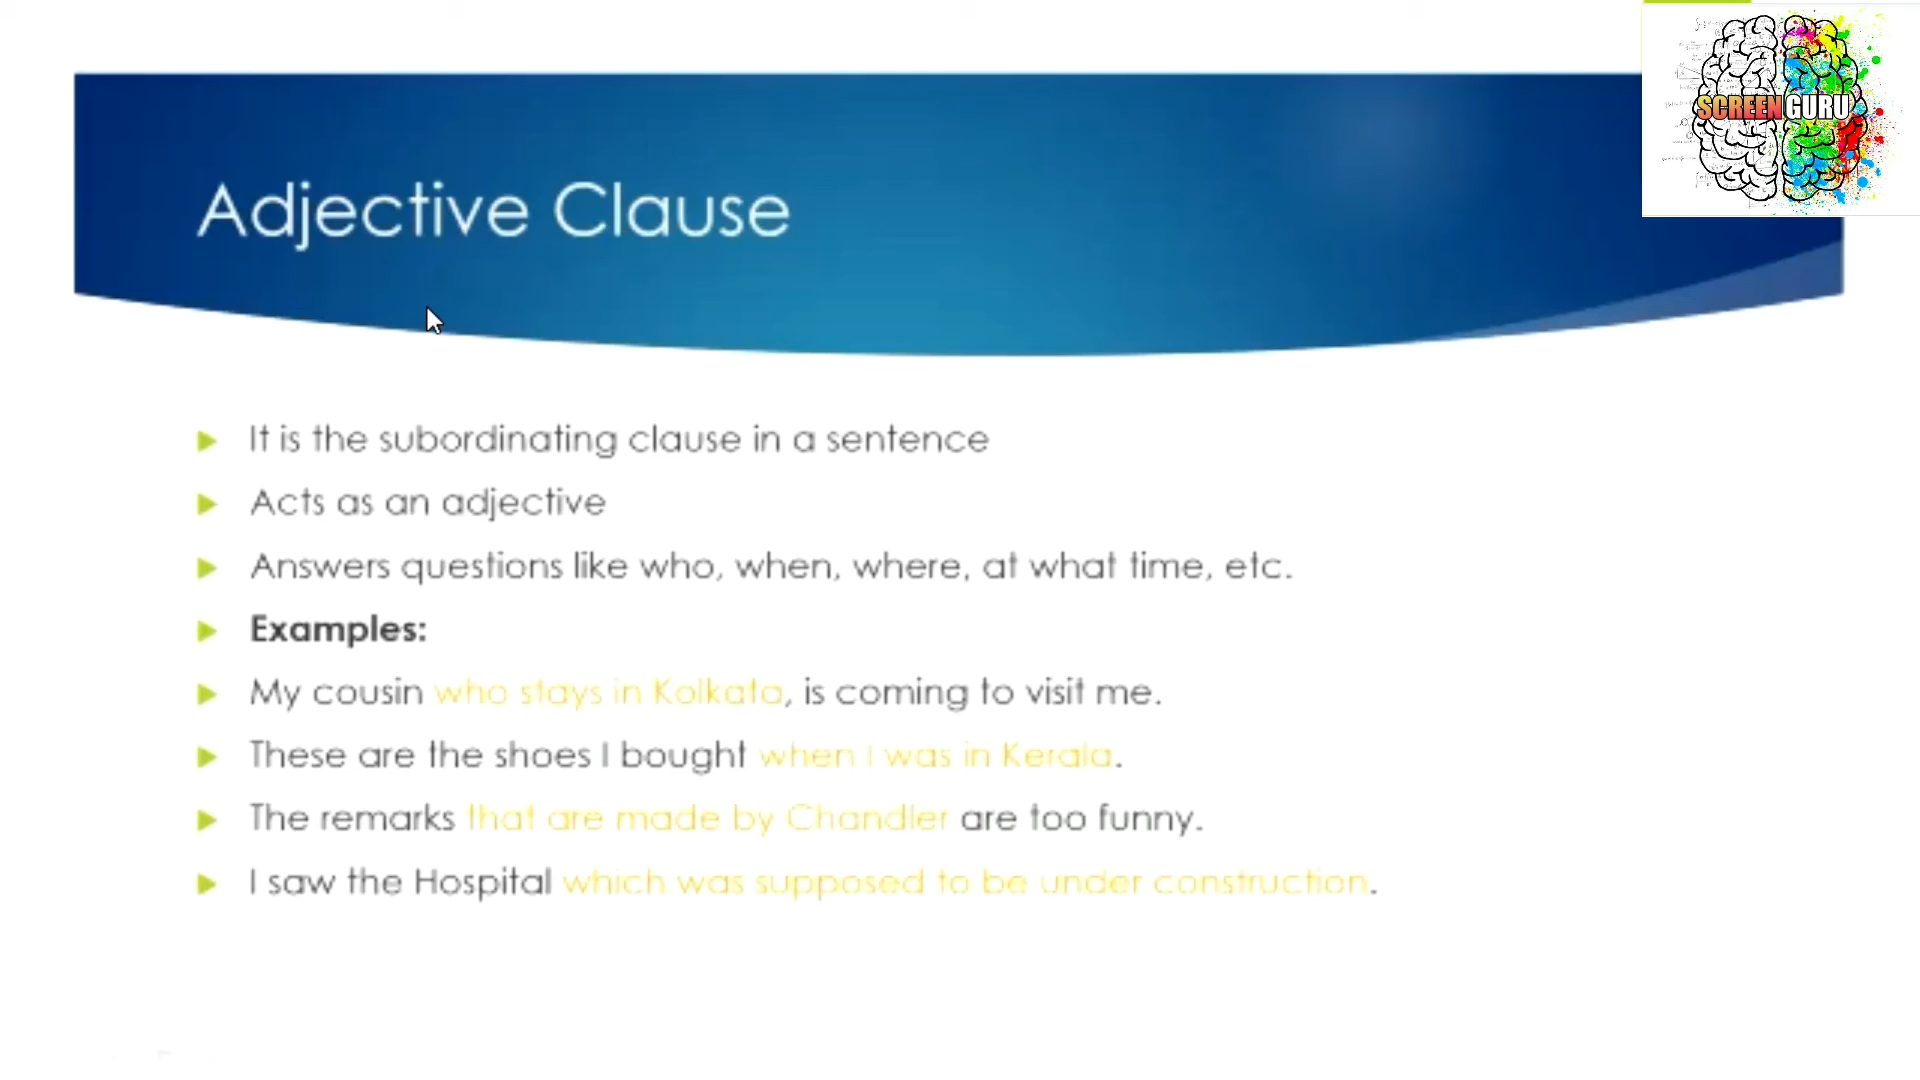 SCREEN GURU
Adjective Clause
It is the subordinating clause in a sentence
Acts as an adjective
Answers questions like who, when, where, at what time, etc.
Examples:
My cousin who stays in Kolkata, is coming to visit me.
These are the shoes I bought when I was in Kerala.
The remarks that are made by Chandler are too funny.
I saw the Hospital which was supposed to be under construction.